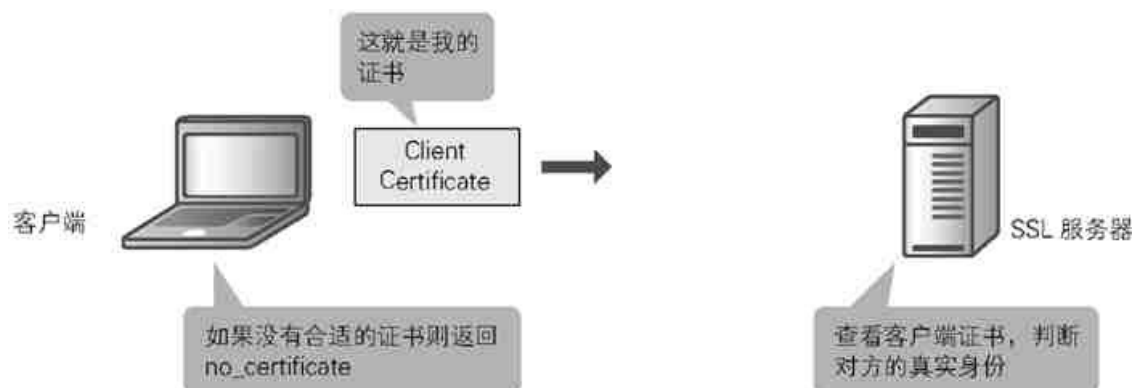 这就是我的
证书
Client
Certificate
客户端
SSL 服务器
如果没有合适的证书则返回
no_certificate
查看客户端证书，判断
对方的真实身份